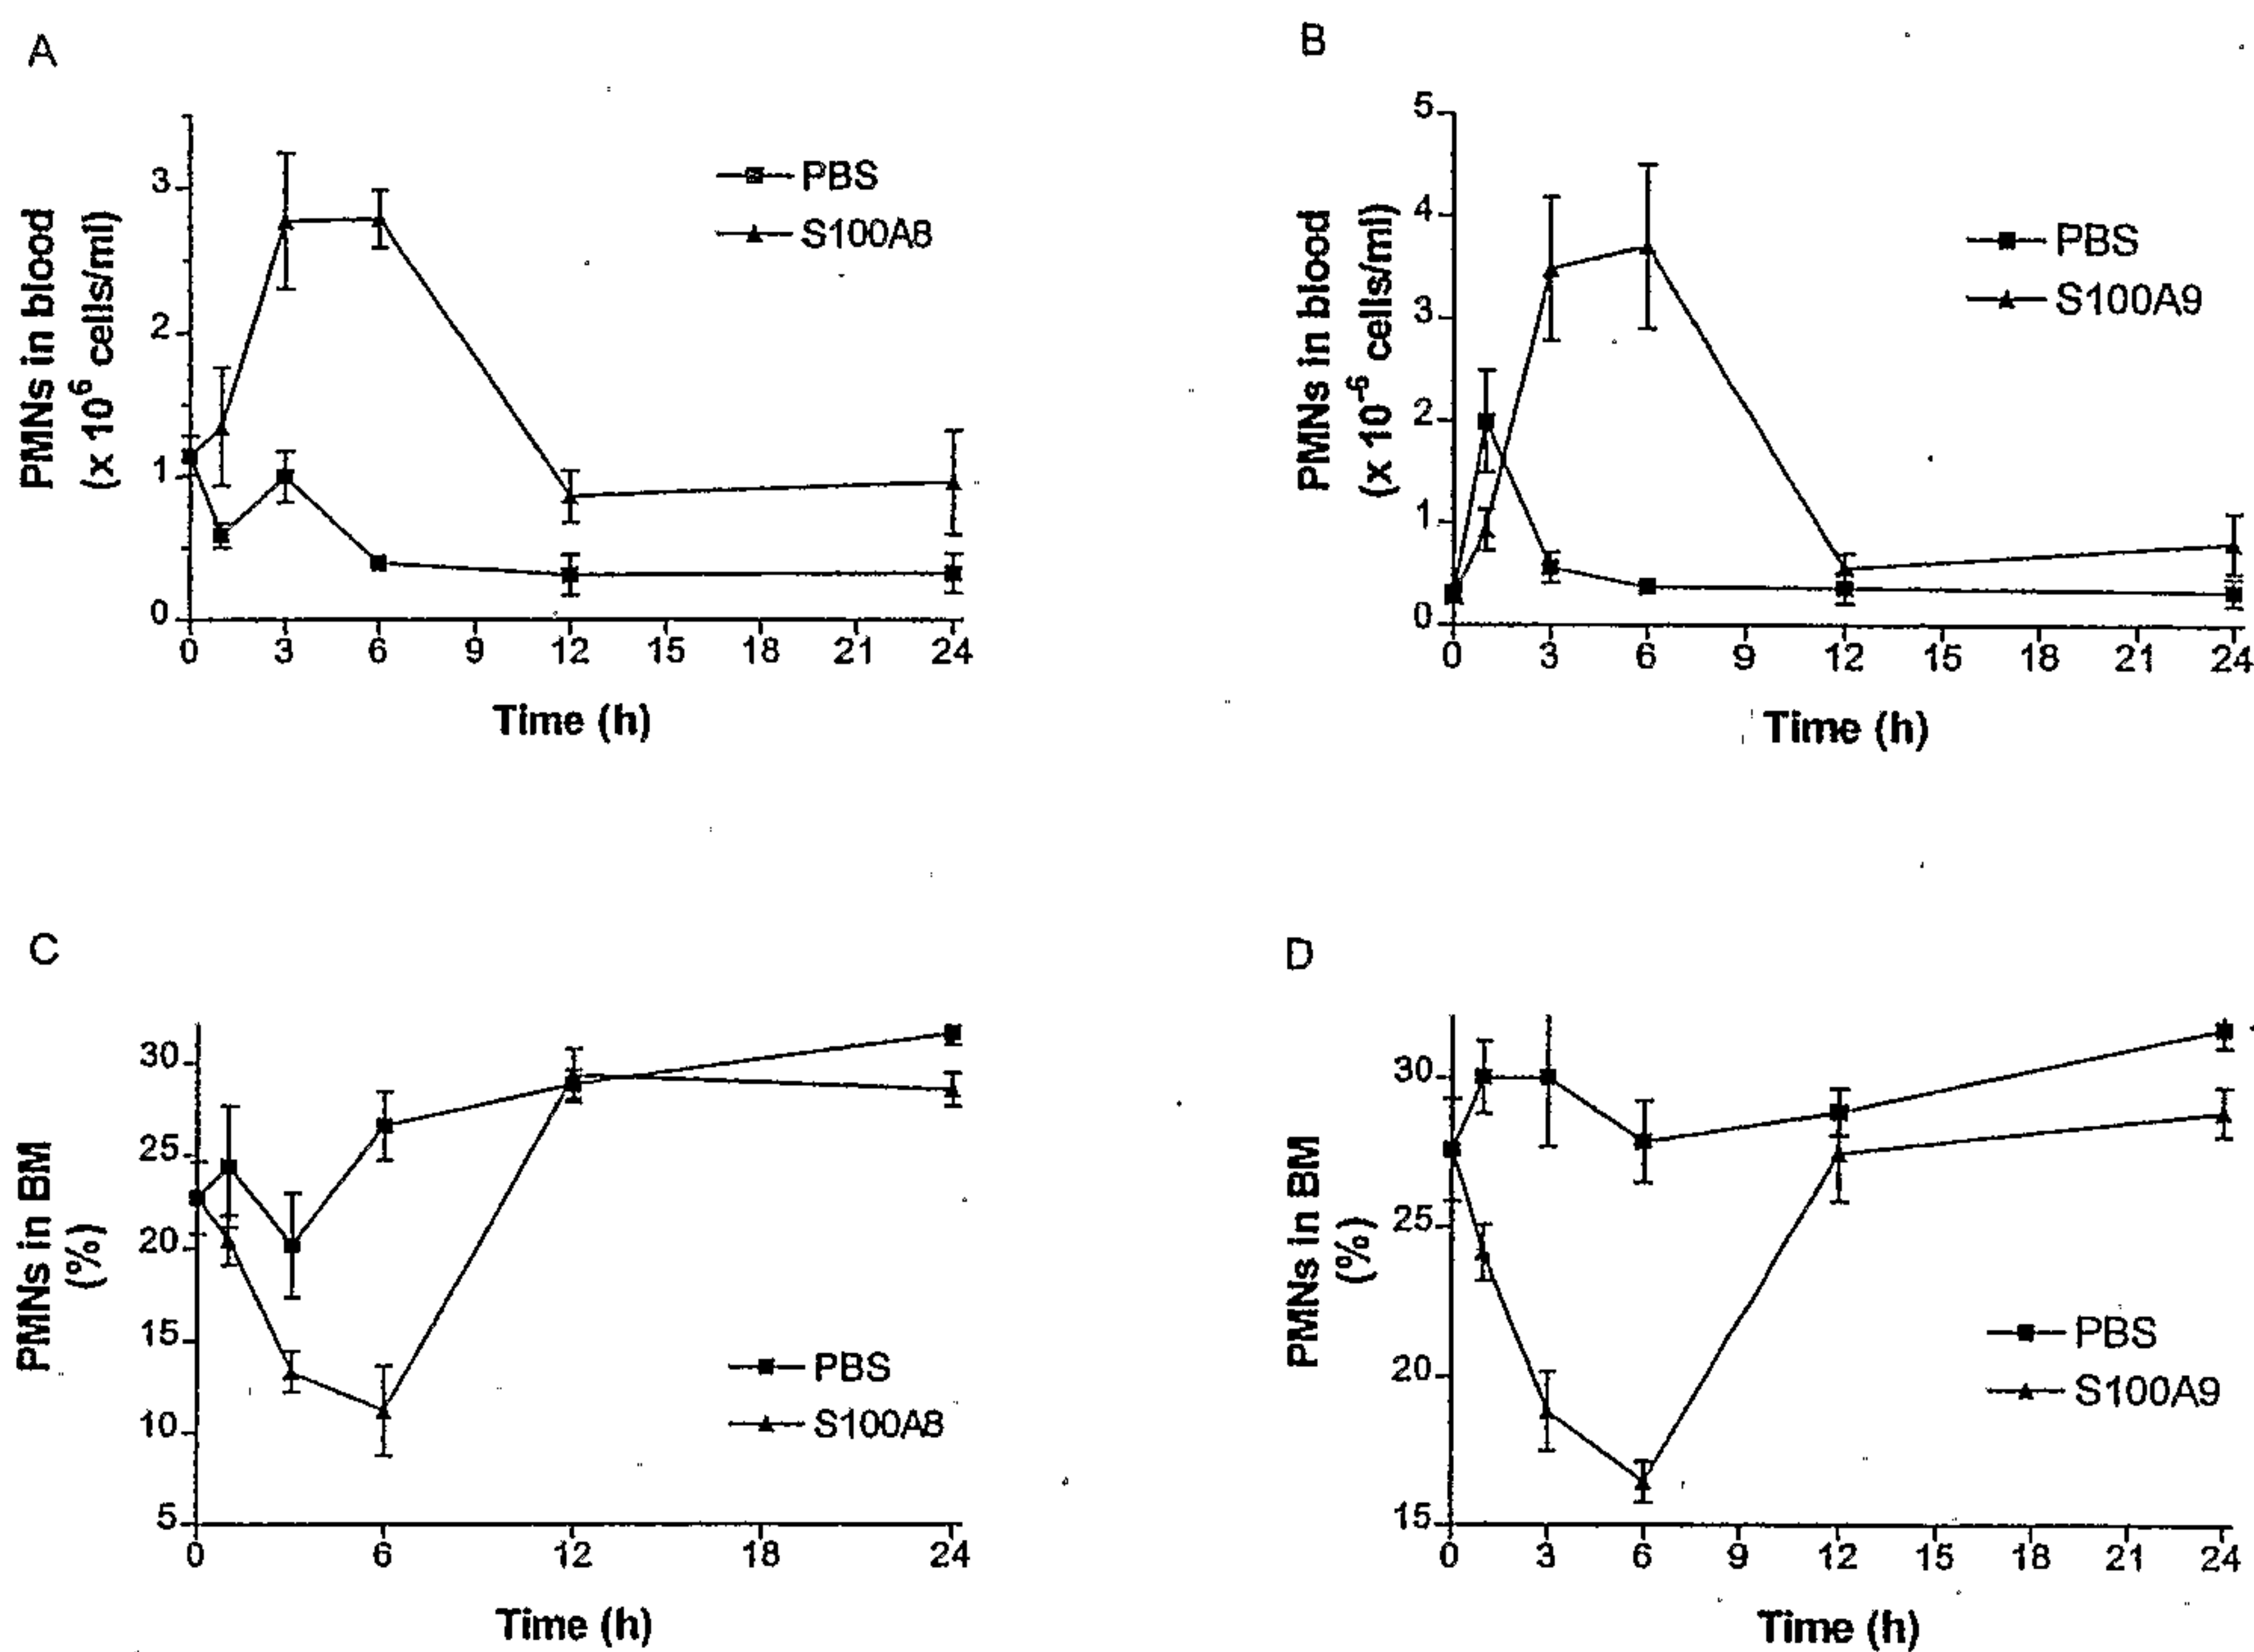 A
PMNs in blood
(x 10⁶ cells/ml)
3
2
1
0
0 3 6 9 12 15 18 21 24
Time (h)
PBS
S100A8
B
PMNs in blood
(x 10⁻⁶ cells/ml)
5
4
3
2
1
0
0 3 6 9 12 15 18 21 24
Time (h)
PBS
S100A9
C
PMNs in BM
(%)
30
25
20
15
10
5
0 6 12 18 24
Time (h)
PBS
S100A8
D
PMNs in BM
(%)
30
25
20
15
0 3 6 9 12 15 18 21 24
Time (h)
PBS
S100A9